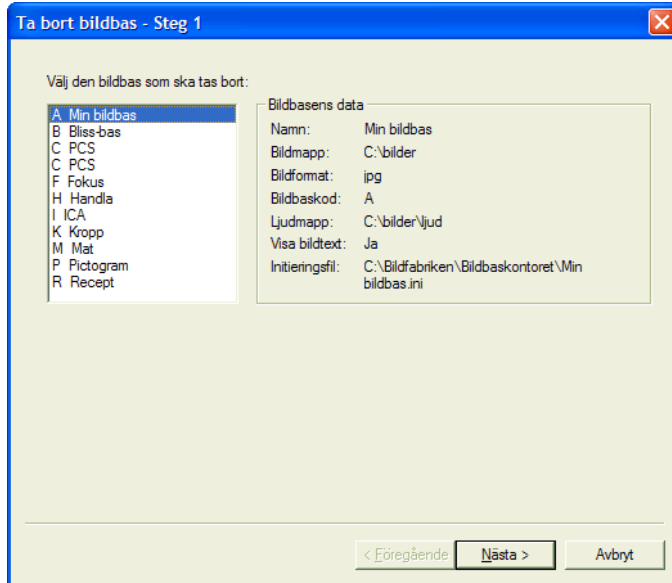 Ta bort bildbas - Steg 1
Välj den bildbas som ska tas bort:
A Min bildbas
B Bliss-bas
C PCS
C PCS
F Fokus
H Handla
I ICA
K Kropp
M Mat
P Pictogram
R Recept
Bildbasens data
Namn: Min bildbas
Bildmapp: C:\bilder
Bildformat: jpg
Bildbaskod: A
Ljudmapp: C:\bilder\ljud
Visa bildtext: Ja
Initieringsfil: C:\Bildfabriken\Bildbaskontoret\Min
bildbas.ini
< Föregående
Nästa >
Avbryt